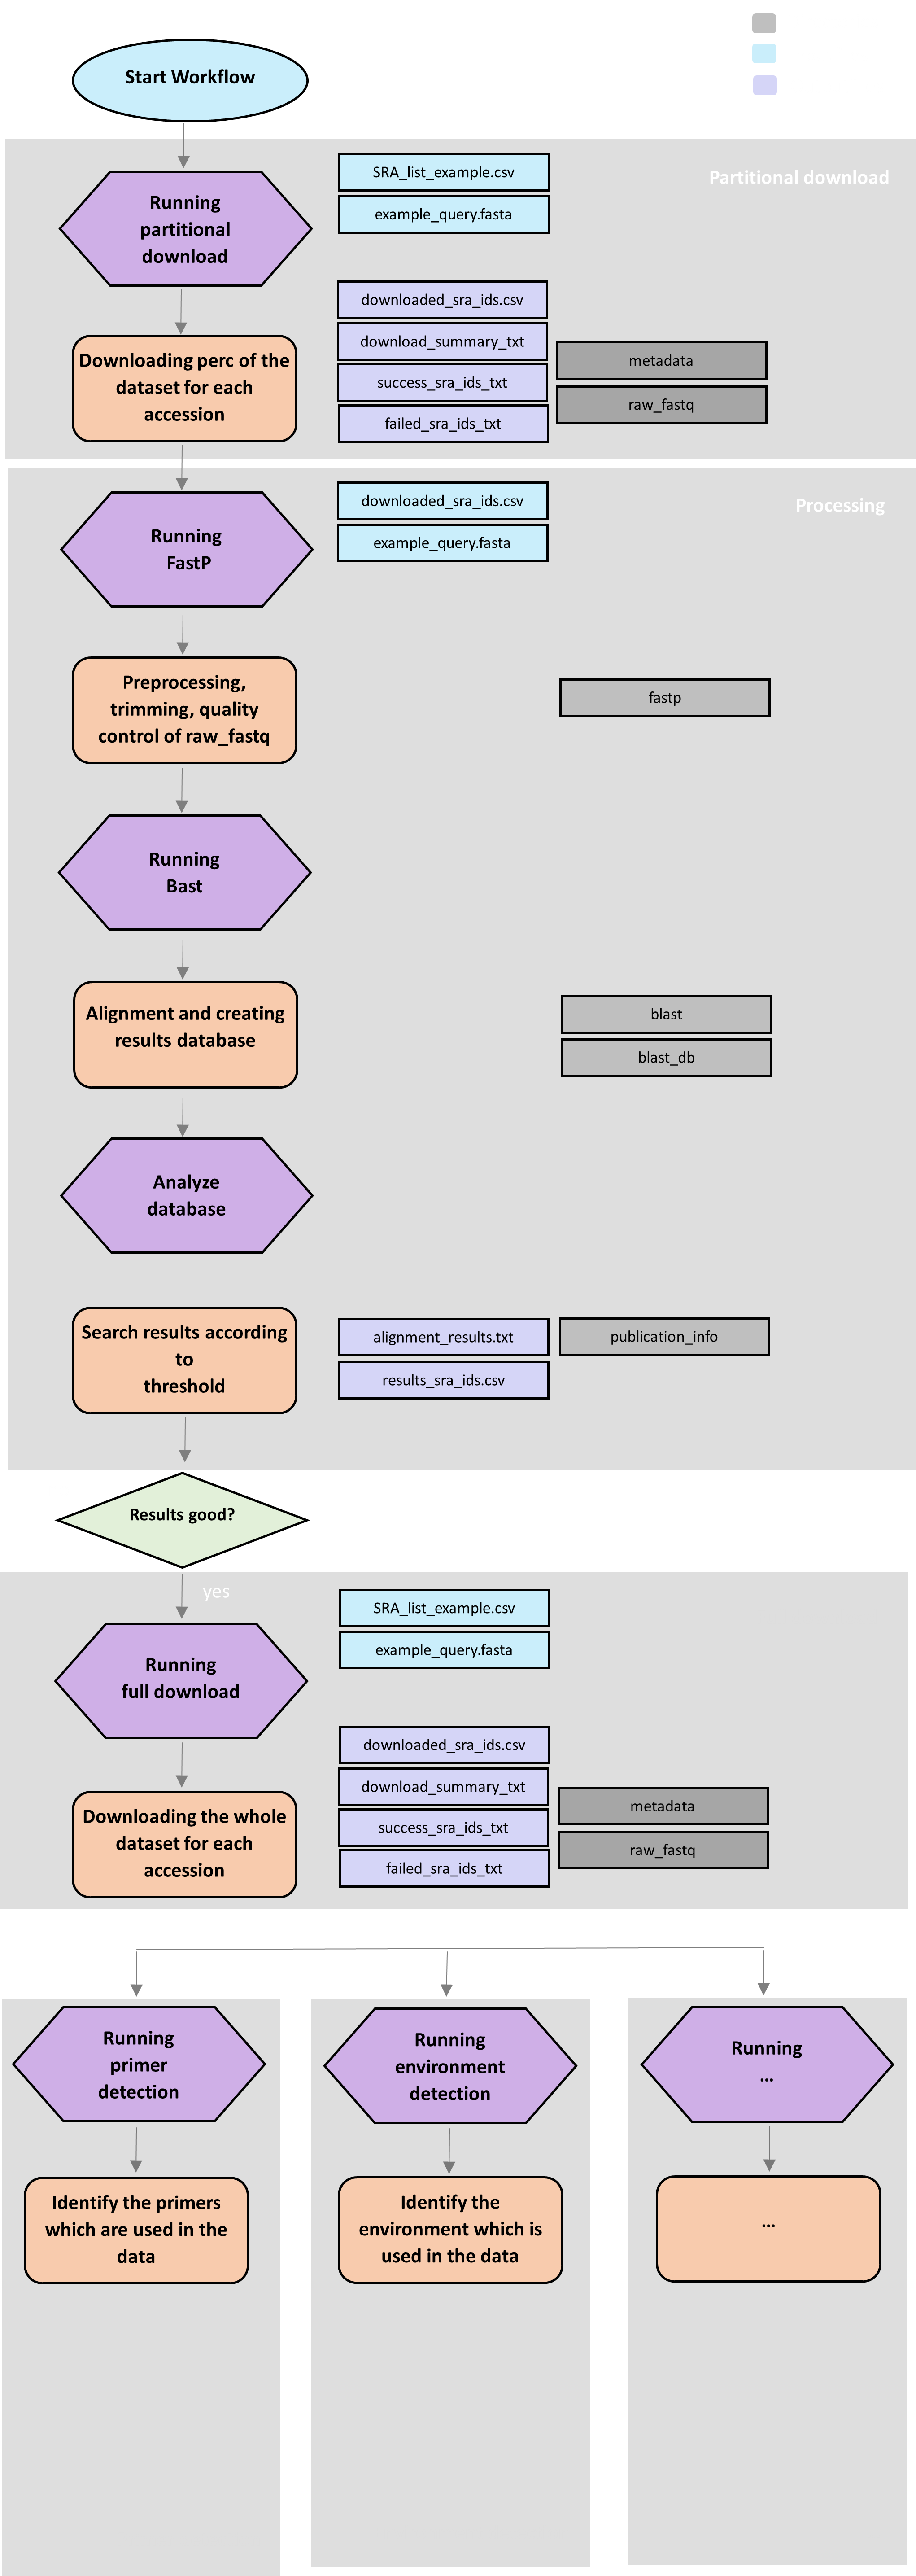 Start Workflow
Partitional download
Running
partitional
download
SRA_list_example.csv
example_query.fasta
Downloading perc of the
dataset for each
accession
downloaded_sra_ids.csv
download_summary_txt
success_sra_ids_txt
failed_sra_ids_txt
metadata
raw_fastq
Processing
Running
FastP
downloaded_sra_ids.csv
example_query.fasta
Preprocessing,
trimming, quality
control of raw_fastq
fastp
Running
Bast
Alignment and creating
results database
blast
blast_db
Analyze
database
Search results according
to
threshold
alignment_results.txt
results_sra_ids.csv
publication_info
Results good?
yes
Running
full download
SRA_list_example.csv
example_query.fasta
Downloading the whole
dataset for each
accession
downloaded_sra_ids.csv
download_summary_txt
success_sra_ids_txt
failed_sra_ids_txt
metadata
raw_fastq
Running
primer
detection
Identify the primers
which are used in the
data
Running
environment
detection
Identify the
environment which is
used in the data
Running
...
...